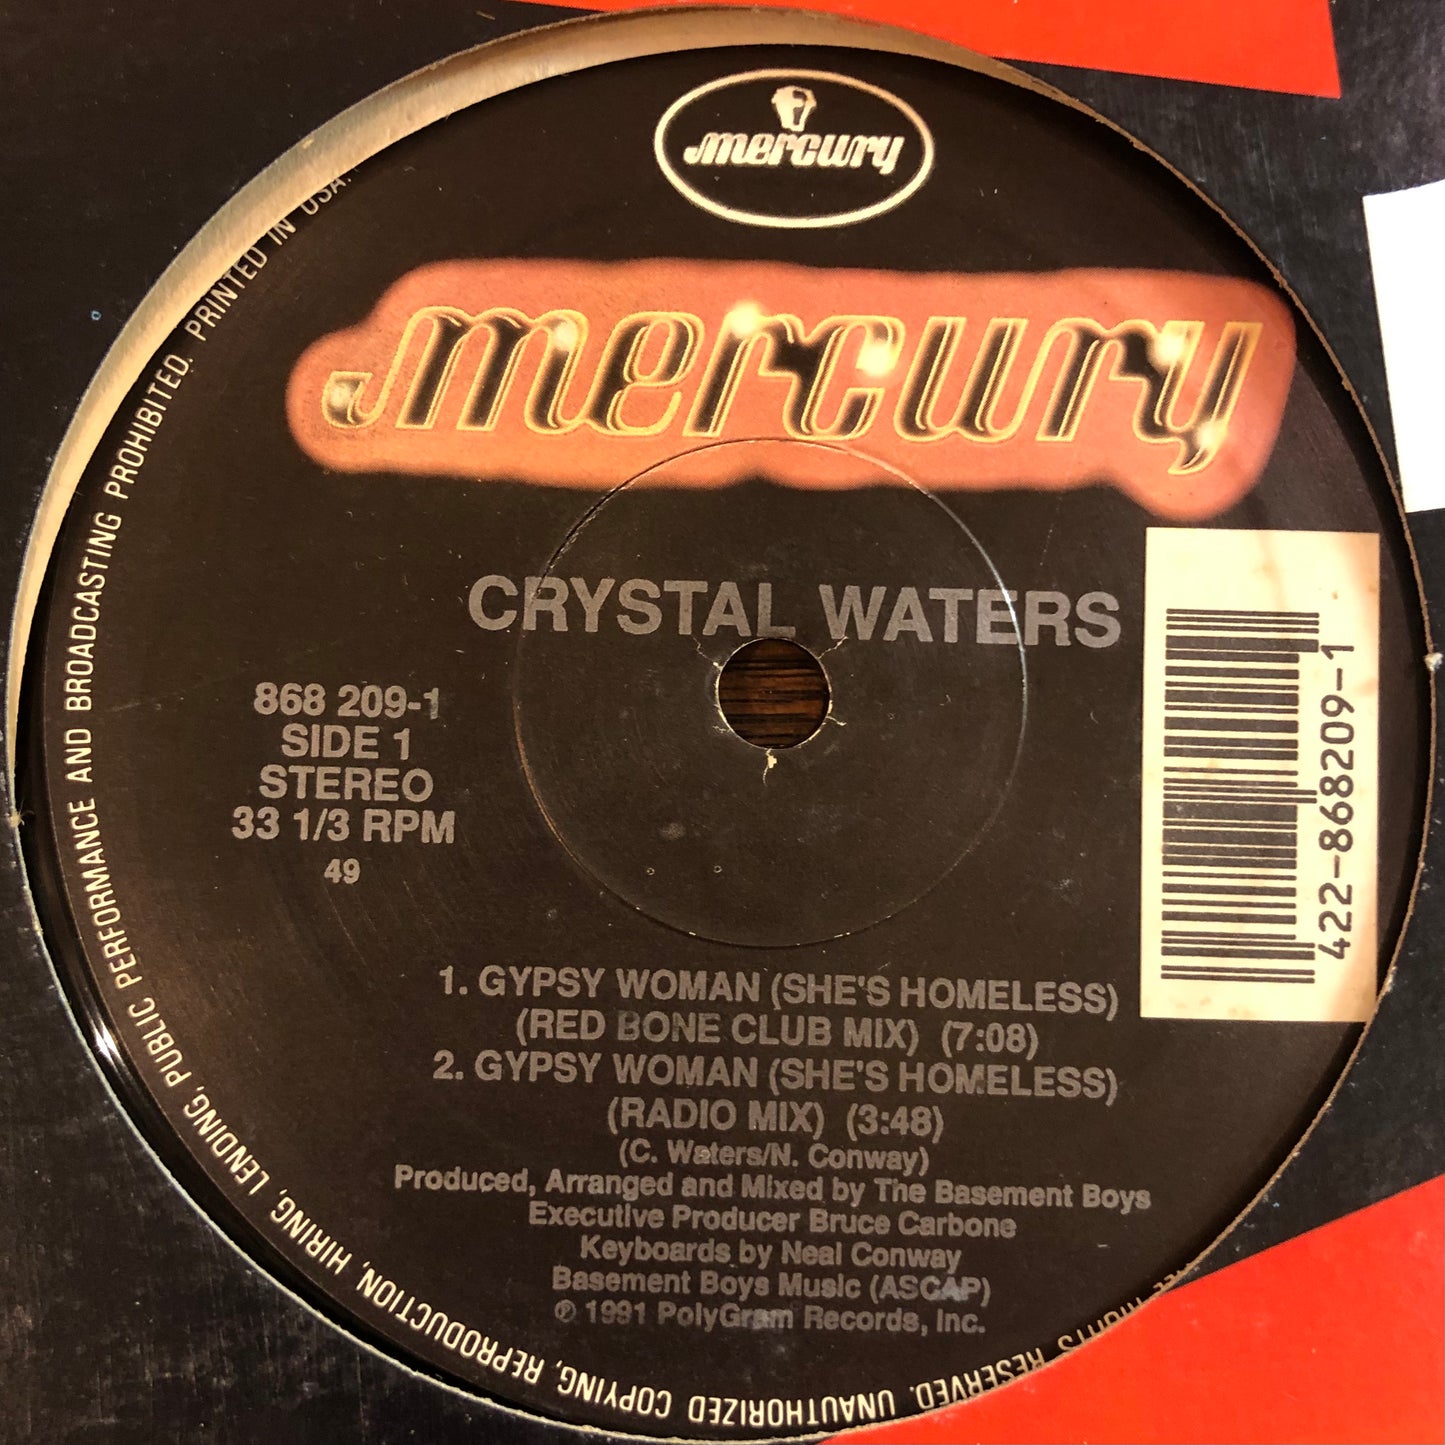 mercury
mercury
CRYSTAL WATERS
868 209-1
SIDE 1
STEREO
33 1/3 RPM
49
422-868209-1
1. GYPSY WOMAN (SHE'S HOMELESS)
(RED BONE CLUB MIX) (7:08)
2. GYPSY WOMAN (SHE'S HOMELESS)
(RADIO MIX) (3:48)
(C. Waters/N. Conway)
Produced, Arranged and Mixed by The Basement Boys
Executive Producer Bruce Carbone
Keyboards by Neal Conway
Basement Boys Music (ASCAP)
℗ 1991 PolyGram Records, Inc.
RIGHTS RESERVED. UNAUTHORIZED COPYING, REPRODUCTION, HIRING, LENDING, PUBLIC PERFORMANCE AND BROADCASTING PROHIBITED. PRINTED IN USA.